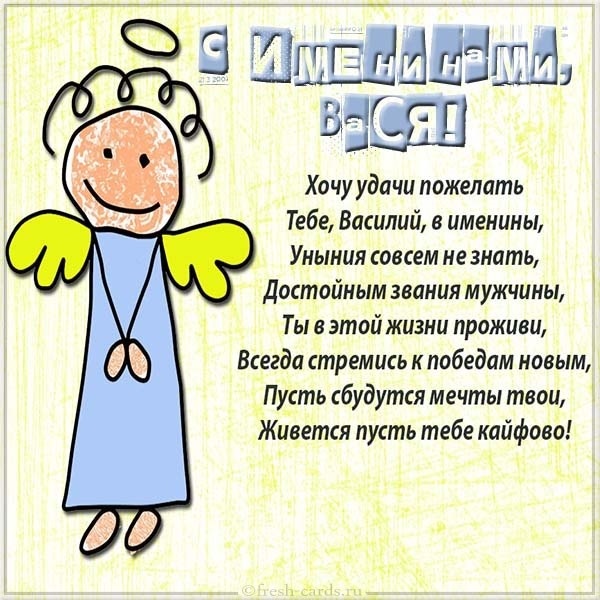 С Именинами,
Вася!
Хочу удачи пожелать
Тебе, Василий, в именины,
Уныния совсем не знать,
Достойным звания мужчины,
Ты в этой жизни проживи,
Всегда стремись к победам новым,
Пусть сбудутся мечты твои,
Живется пусть тебе кайфово!
©fresh-cards.ru